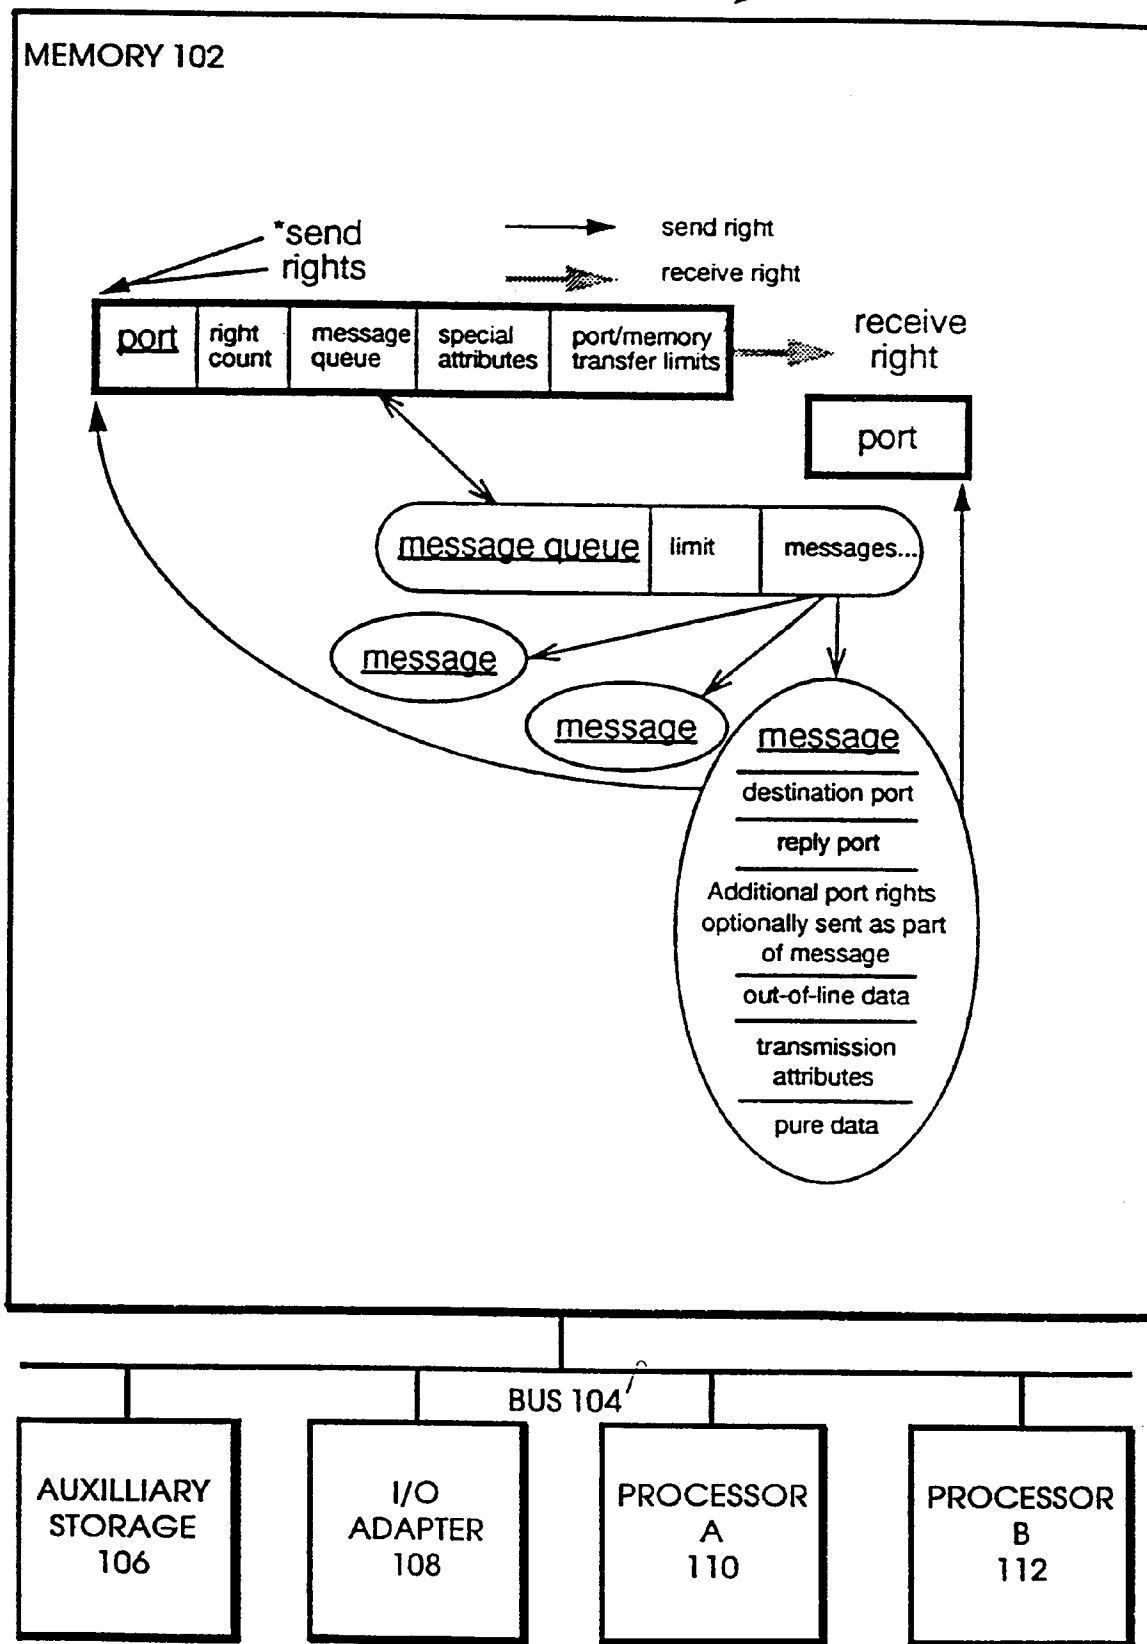 MEMORY 102
*send
rights
send right
receive right
port
right
count
message
queue
special
attributes
port/memory
transfer limits
receive
right
port
message queue
limit
messages...
message
message
message
destination port
reply port
Additional port rights
optionally sent as part
of message
out-of-line data
transmission
attributes
pure data
BUS 104
AUXILLIARY
STORAGE
106
I/O
ADAPTER
108
PROCESSOR
A
110
PROCESSOR
B
112